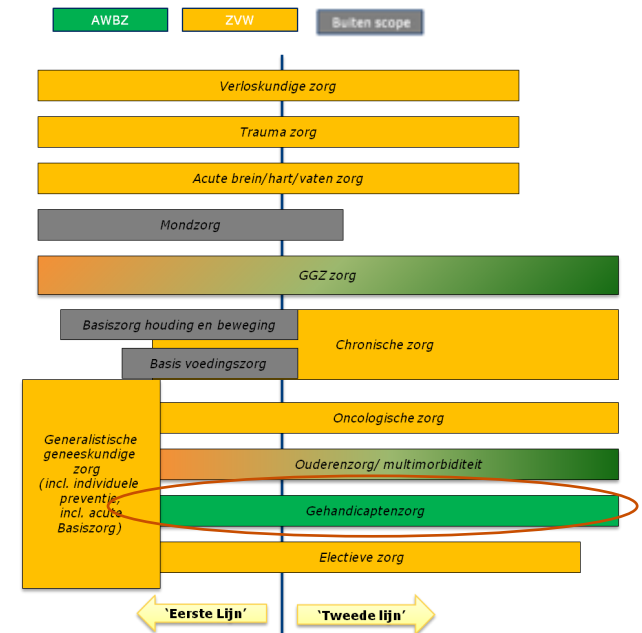 AWBZ
ZVW
Buiten scope
Verloskundige zorg
Trauma zorg
Acute brein/hart/vaten zorg
Mondzorg
GGZ zorg
Basiszorg houding en beweging
Chronische zorg
Basis voedingszorg
Oncologische zorg
Generalistische
geneeskundige
zorg
(incl. individuele
preventie,
incl. acute
Basiszorg)
Ouderenzorg/ multimorbiditeit
Gehandicaptenzorg
Electieve zorg
‘Eerste Lijn’
‘Tweede lijn’